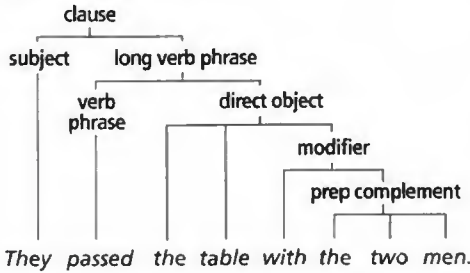 clause
subject long verb phrase
verb direct object
phrase
modifier
prep complement
They passed the table with the two men.